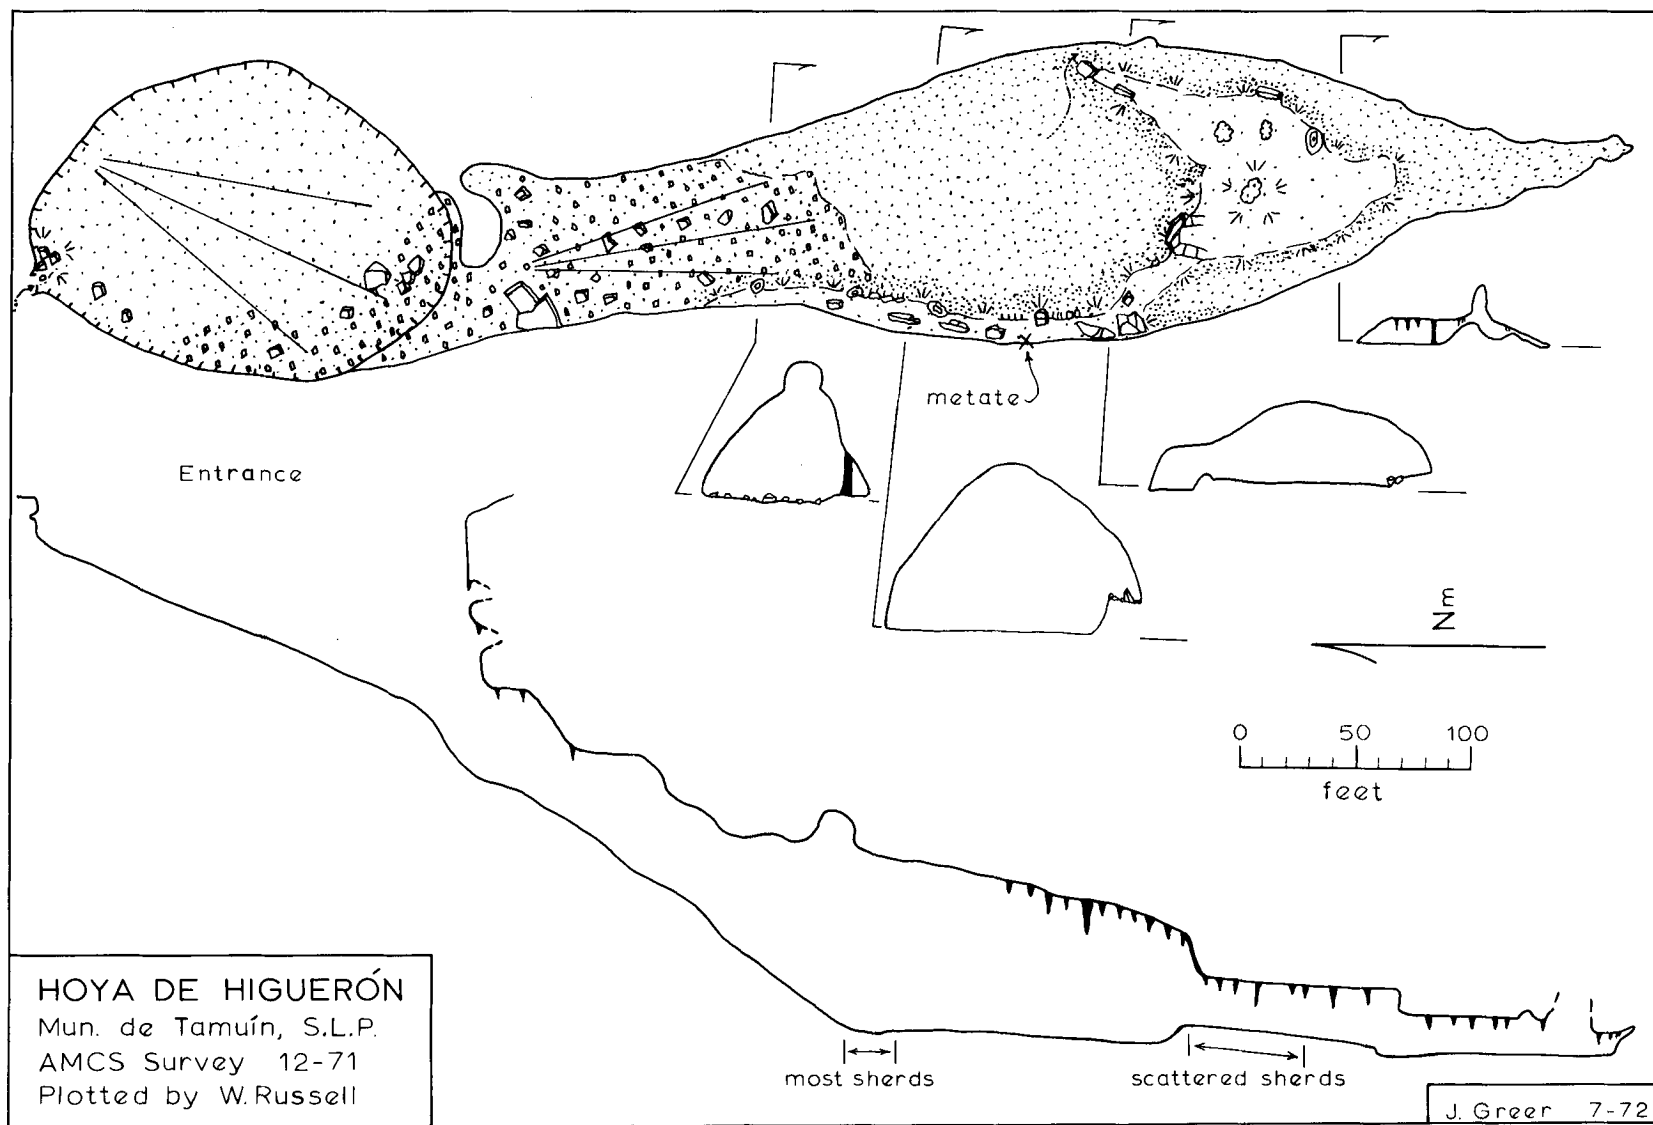 metate
Entrance
Nm
0 50 100
feet
most sherds
scattered sherds
HOYA DE HIGUERÓN
Mun. de Tamuín, S.L.P.
AMCS Survey 12-71
Plotted by W. Russell
J. Greer 7-72